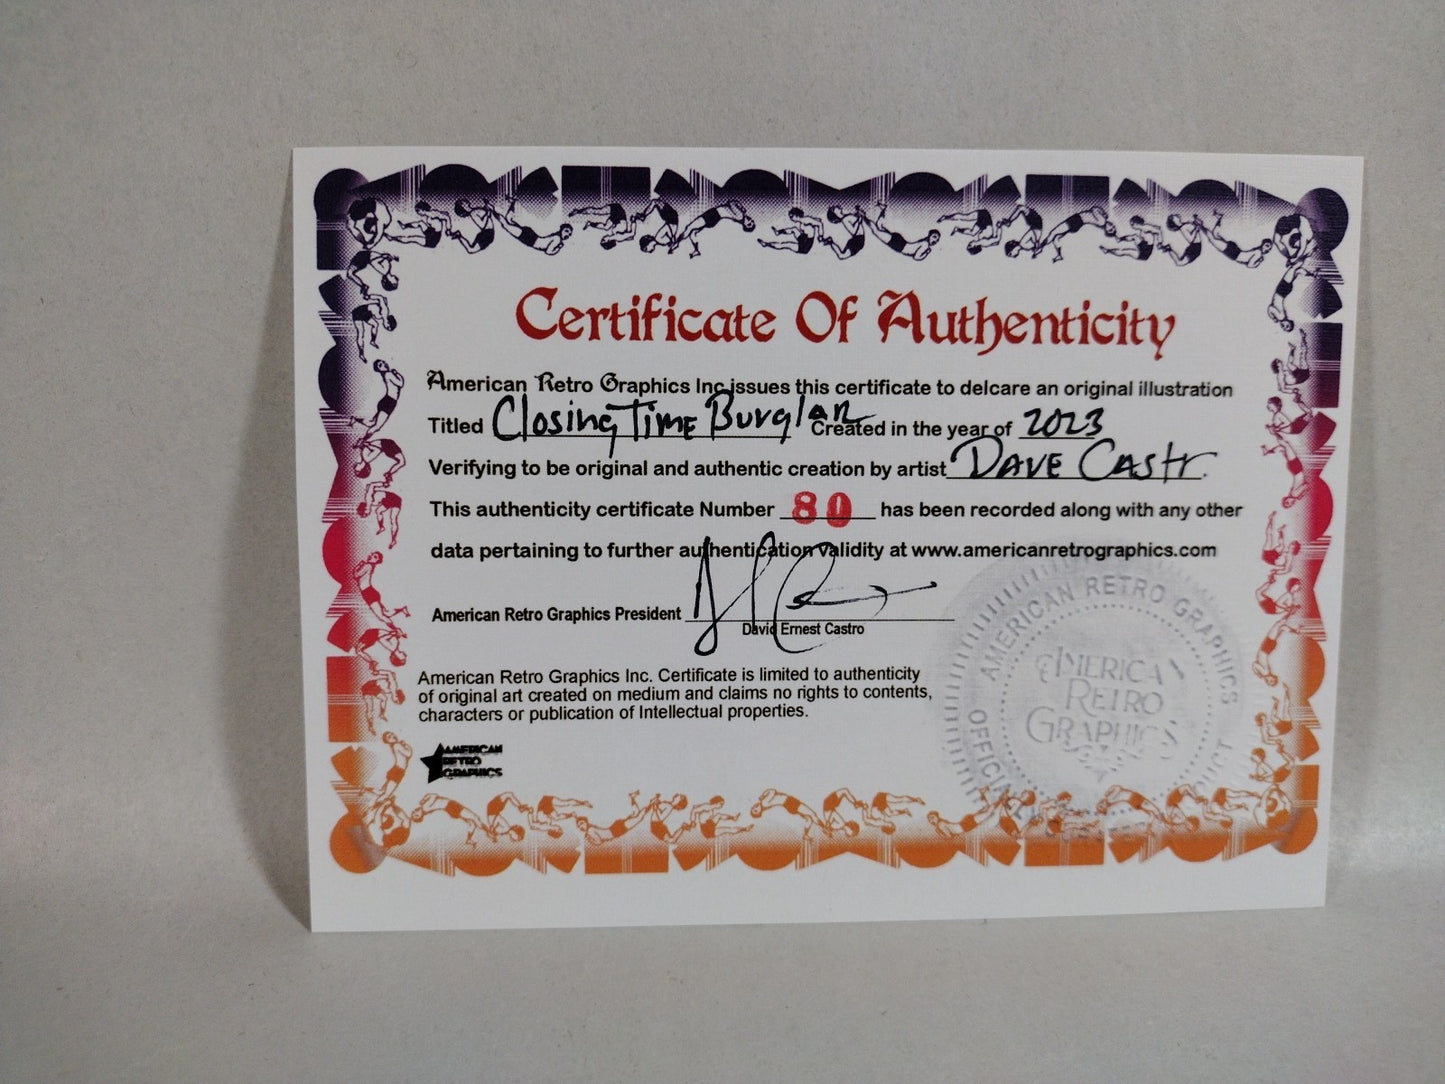 Certificate Of Authenticity
American Retro Graphics Inc issues this certificate to delcare an original illustration
Titled Closing Time Burglar Created in the year of 2023
Verifying to be original and authentic creation by artist Dave Castr.
This authenticity certificate Number 80 has been recorded along with any other
data pertaining to further authentication validity at www.americanretrographics.com
American Retro Graphics President
David Ernest Castro
American Retro Graphics Inc. Certificate is limited to authenticity
of original art created on medium and claims no rights to contents,
characters or publication of Intellectual properties.
AMERICAN
RETRO
GRAPHICS
AMERICAN RETRO GRAPHICS
AMERICAN
RETRO
GRAPHICS
OFFICIAL